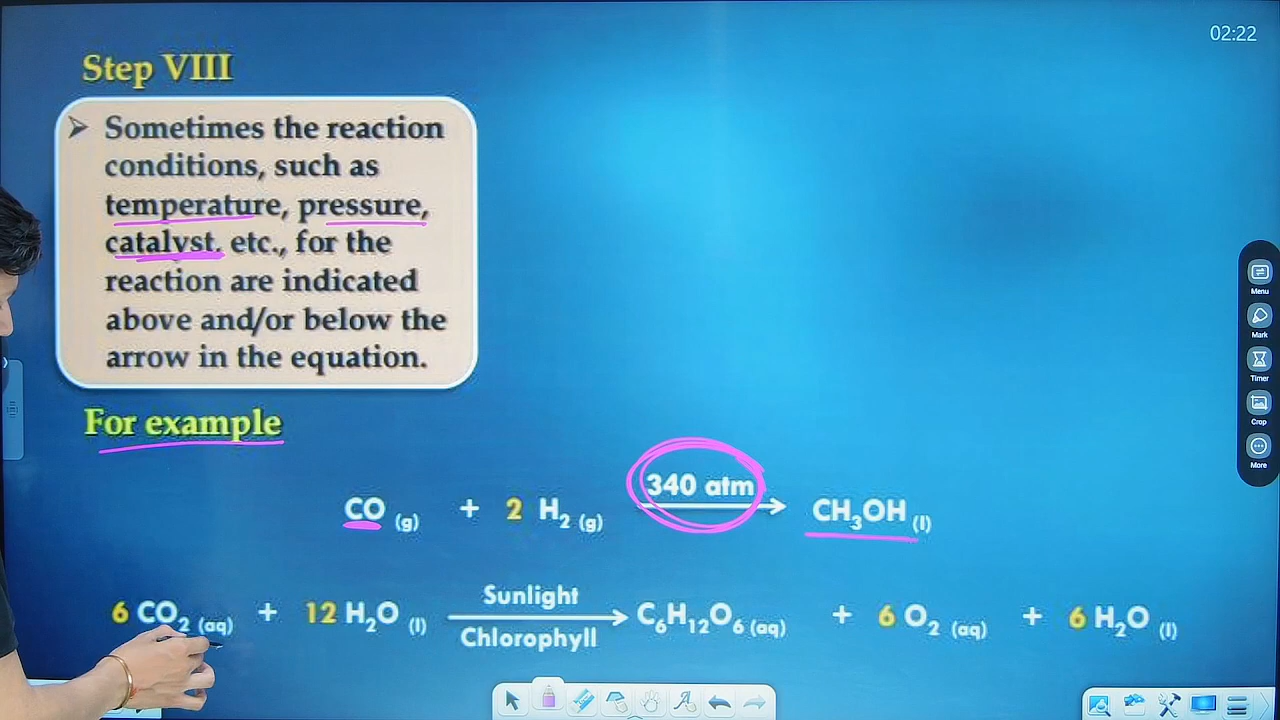 02:22
Step VIII
➢ Sometimes the reaction
conditions, such as
temperature, pressure,
catalyst. etc., for the
reaction are indicated
above and/or below the
arrow in the equation.
For example
340 atm
CO (g) + 2 H₂ (g) → CH₃OH (l)
Sunlight
6 CO₂ (aq) + 12 H₂O (l) → C₆H₁₂O₆ (aq) + 6 O₂ (aq) + 6 H₂O (l)
Chlorophyll
Menu
Mark
Timer
Crop
More